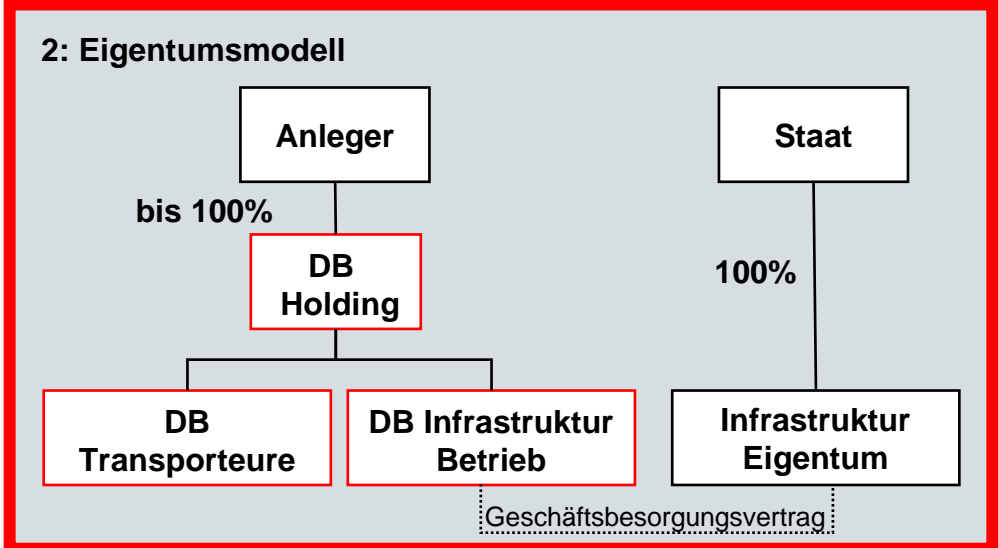 2: Eigentumsmodell
Anleger
Staat
bis 100%
DB
Holding
100%
DB
Transporteure
DB Infrastruktur
Betrieb
Infrastruktur
Eigentum
Geschäftsbesorgungsvertrag